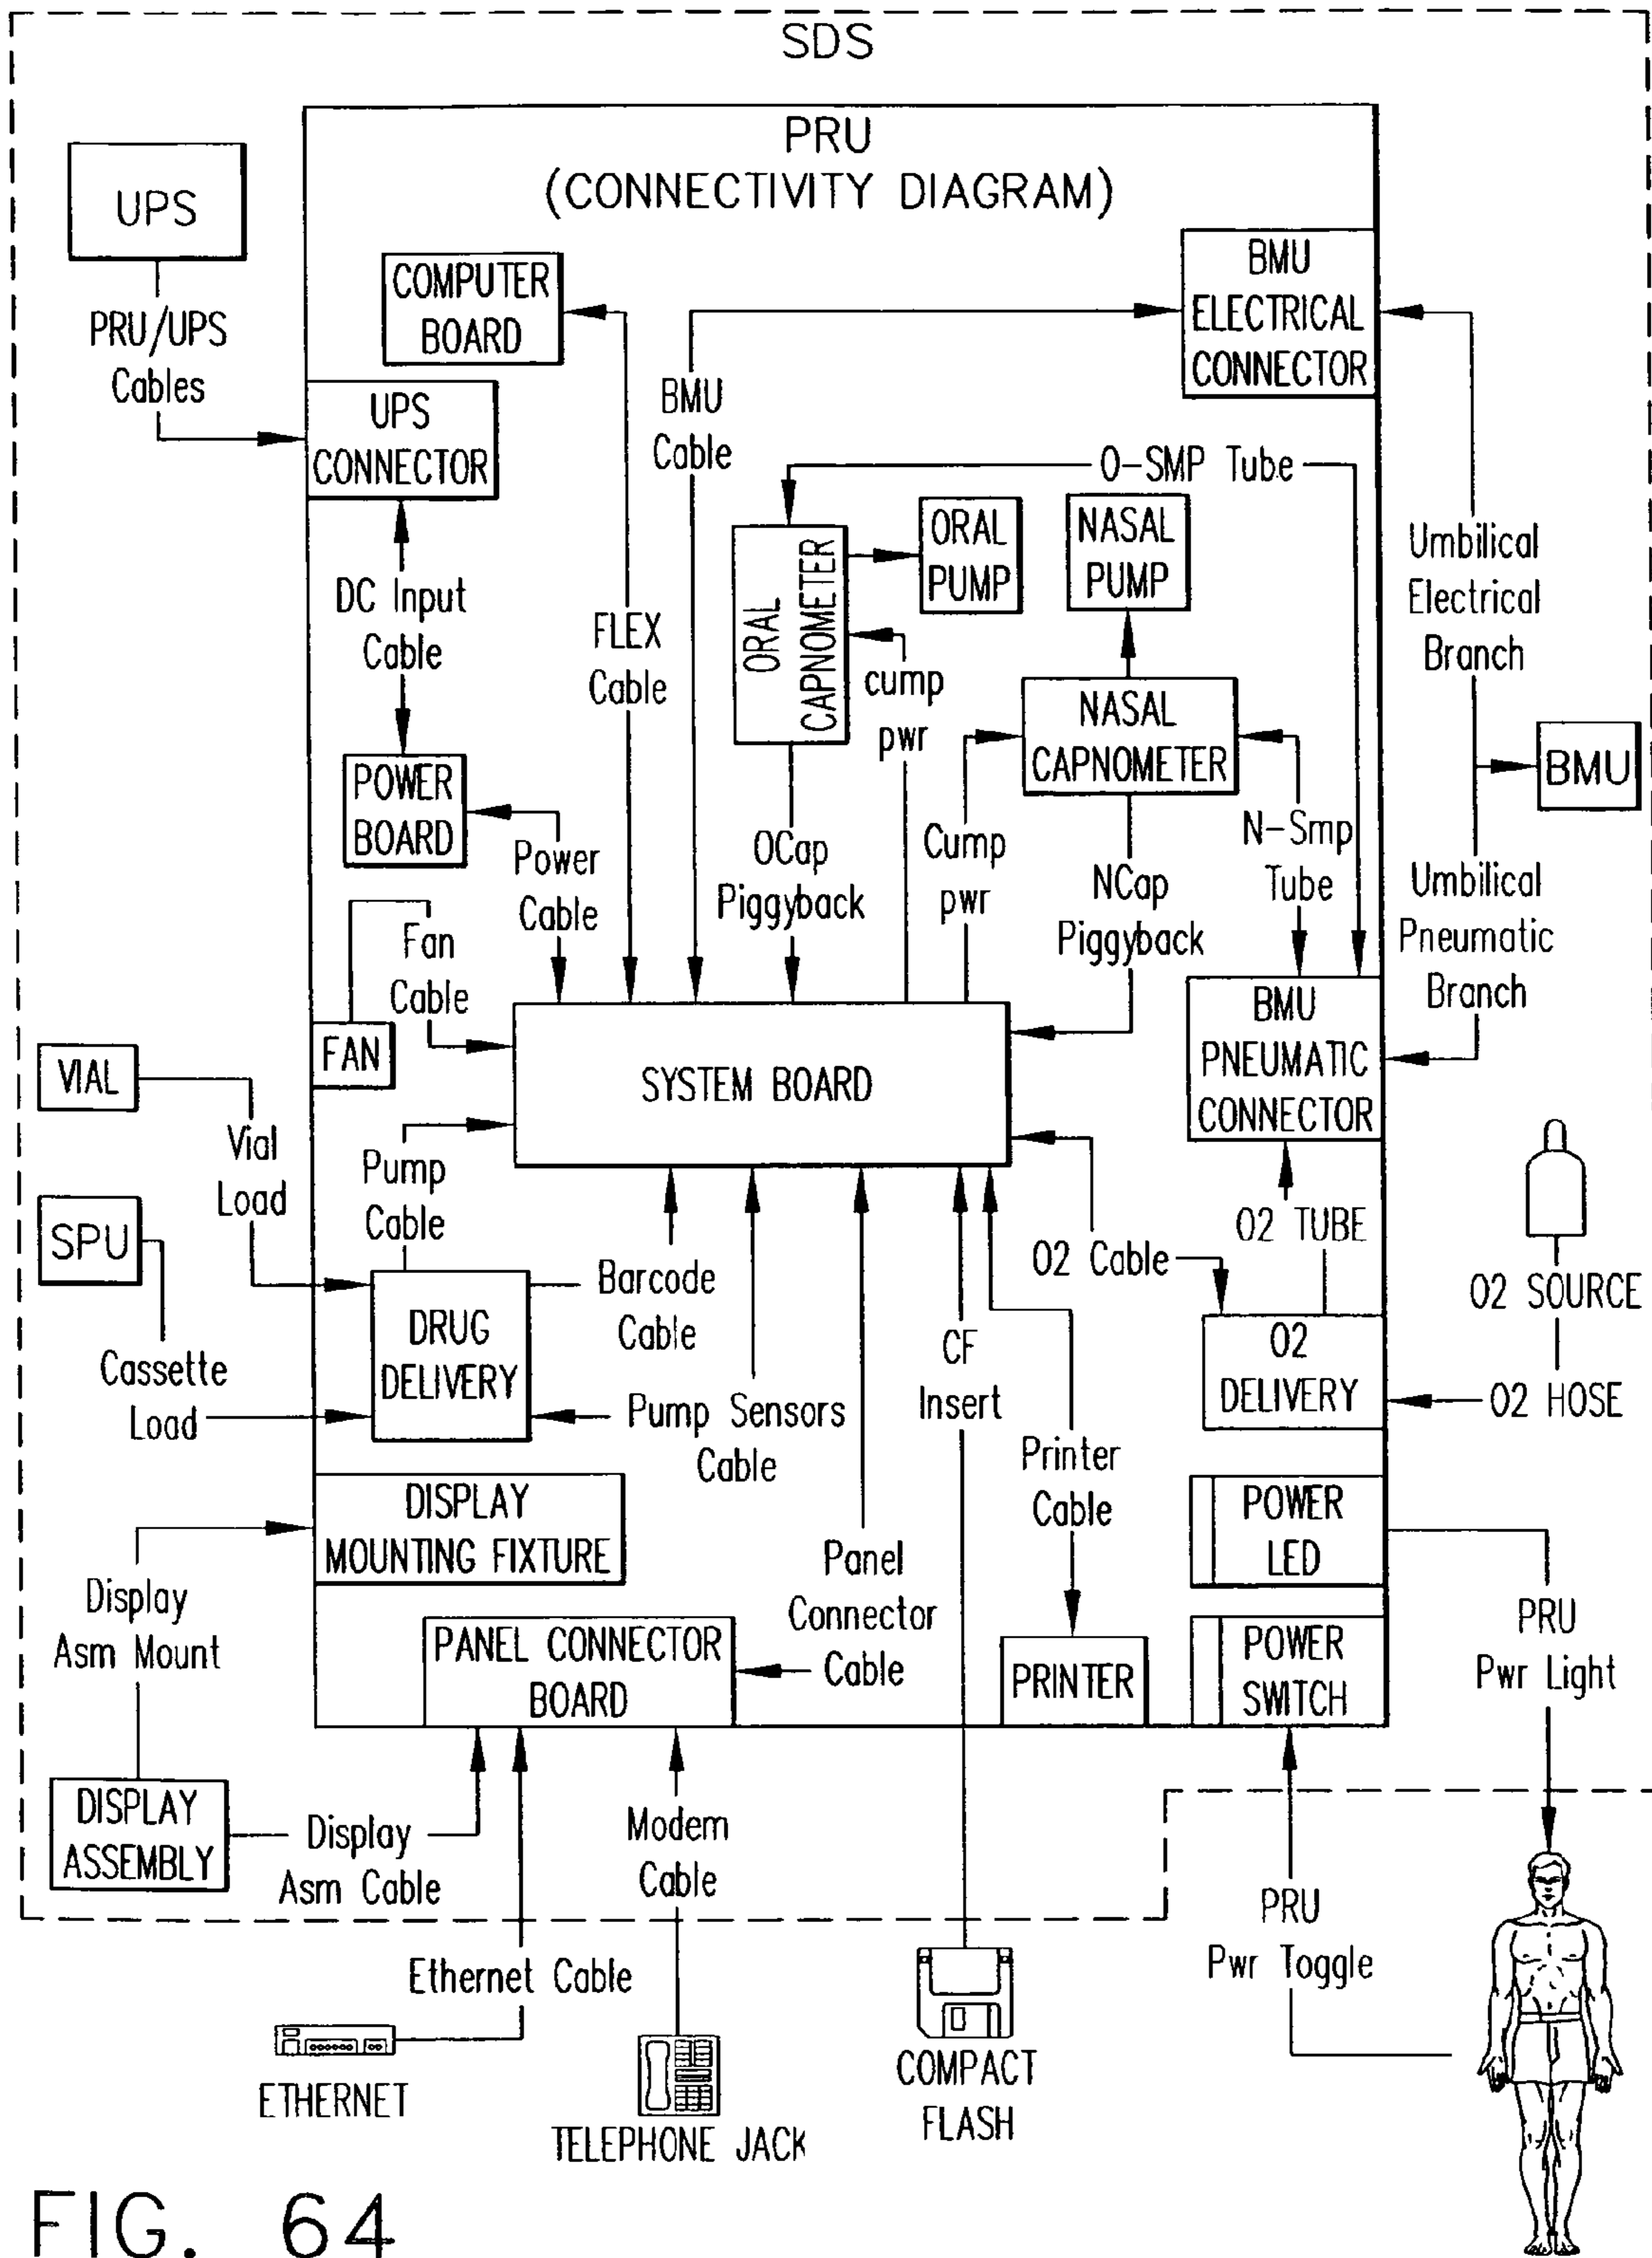 SDS
PRU
(CONNECTIVITY DIAGRAM)
UPS
PRU/UPS
Cables
COMPUTER
BOARD
BMU
ELECTRICAL
CONNECTOR
UPS
CONNECTOR
BMU
Cable
O-SMP Tube
ORAL
PUMP
NASAL
PUMP
ORAL
CAPNOMETER
DC Input
Cable
FLEX
Cable
cump
pwr
NASAL
CAPNOMETER
Umbilical
Electrical
Branch
BMU
POWER
BOARD
Power
Cable
OCap
Piggyback
Cump
pwr
NCap
Piggyback
N-Smp
Tube
Umbilical
Pneumatic
Branch
Fan
Cable
FAN
SYSTEM BOARD
BMU
PNEUMATIC
CONNECTOR
VIAL
Vial
Load
Pump
Cable
SPU
O2 TUBE
O2 Cable
O2 SOURCE
Barcode
Cable
DRUG
DELIVERY
Cassette
Load
Pump Sensors
Cable
CF
Insert
O2
DELIVERY
O2 HOSE
Printer
Cable
DISPLAY
MOUNTING FIXTURE
POWER
LED
Panel
Connector
Cable
Display
Asm Mount
PANEL CONNECTOR
BOARD
PRINTER
POWER
SWITCH
PRU
Pwr Light
DISPLAY
ASSEMBLY
Display
Asm Cable
Modem
Cable
PRU
Pwr Toggle
Ethernet Cable
ETHERNET
TELEPHONE JACK
COMPACT
FLASH
FIG. 64